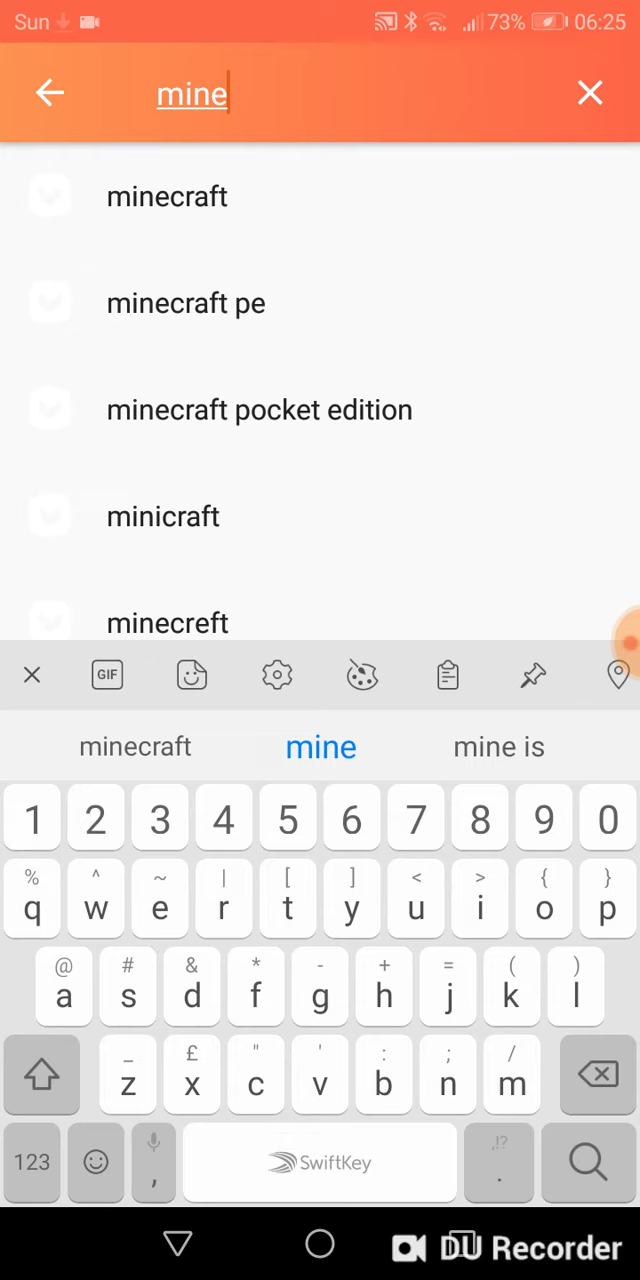 Sun 73% 06:25
mine
minecraft
minecraft pe
minecraft pocket edition
minicraft
minecreft
GIF
minecraft mine mine is
1 2 3 4 5 6 7 8 9 0
% ^ ~ | [ ] < > { }
q w e r t y u i o p
@ # & * - + = ( )
a s d f g h j k l
_ £ " ' : ; /
z x c v b n m
,!?
123 , SwiftKey .
DU Recorder